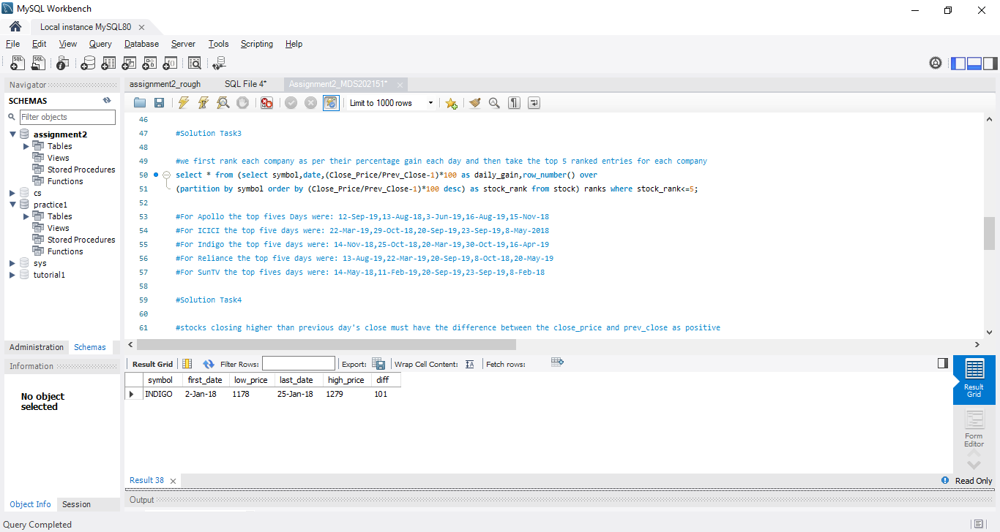 MySQL Workbench
Local instance MySQL80
File Edit View Query Database Server Tools Scripting Help
Navigator
SCHEMAS
Filter objects
assignment2
Tables
Views
Stored Procedures
Functions
cs
practice1
Tables
Views
Stored Procedures
Functions
sys
tutorial1
Administration Schemas
Information
No object
selected
Object Info Session
assignment2_rough SQL File 4* Assignment2_MDS202151*
Limit to 1000 rows
46
47 #Solution Task3
48
49 #we first rank each company as per their percentage gain each day and then take the top 5 ranked entries for each company
50 select * from (select symbol,date,(Close_Price/Prev_Close-1)*100 as daily_gain,row_number() over
51 (partition by symbol order by (Close_Price/Prev_Close-1)*100 desc) as stock_rank from stock) ranks where stock_rank<=5;
52
53 #For Apollo the top fives Days were: 12-Sep-19,13-Aug-18,3-Jun-19,16-Aug-19,15-Nov-18
54 #For ICICI the top five days were: 22-Mar-19,29-Oct-18,20-Sep-19,23-Sep-19,8-May-2018
55 #For Indigo the top five days were: 14-Nov-18,25-Oct-18,20-Mar-19,30-Oct-19,16-Apr-19
56 #For Reliance the top five days were: 13-Aug-19,22-Mar-19,20-Sep-19,8-Oct-18,20-May-19
57 #For SunTV the top fives days were: 14-May-18,11-Feb-19,20-Sep-19,23-Sep-19,8-Feb-18
58
59 #Solution Task4
60
61 #stocks closing higher than previous day's close must have the difference between the close_price and prev_close as positive
Result Grid Filter Rows: Export: Wrap Cell Content: Fetch rows:
symbol first_date low_price last_date high_price diff
INDIGO 2-Jan-18 1178 25-Jan-18 1279 101
Result
Grid
Form
Editor
Result 38
Read Only
Output
Query Completed